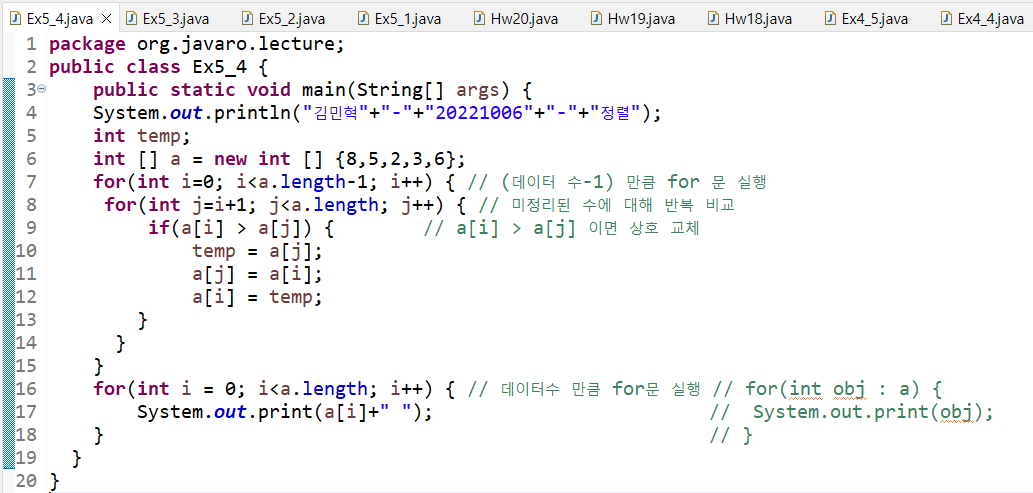 Ex5_4.java Ex5_3.java Ex5_2.java Ex5_1.java Hw20.java Hw19.java Hw18.java Ex4_5.java Ex4_4.java
1 package org.javaro.lecture;
2 public class Ex5_4 {
3 public static void main(String[] args) {
4 System.out.println("김민혁"+"-"+"20221006"+"-"+"정렬");
5 int temp;
6 int [] a = new int [] {8,5,2,3,6};
7 for(int i=0; i<a.length-1; i++) { // (데이터 수-1) 만큼 for 문 실행
8 for(int j=i+1; j<a.length; j++) { // 미정리된 수에 대해 반복 비교
9 if(a[i] > a[j]) { // a[i] > a[j] 이면 상호 교체
10 temp = a[j];
11 a[j] = a[i];
12 a[i] = temp;
13 }
14 }
15 }
16 for(int i = 0; i<a.length; i++) { // 데이터수 만큼 for문 실행 // for(int obj : a) {
17 System.out.print(a[i]+" "); // System.out.print(obj);
18 } // }
19 }
20 }